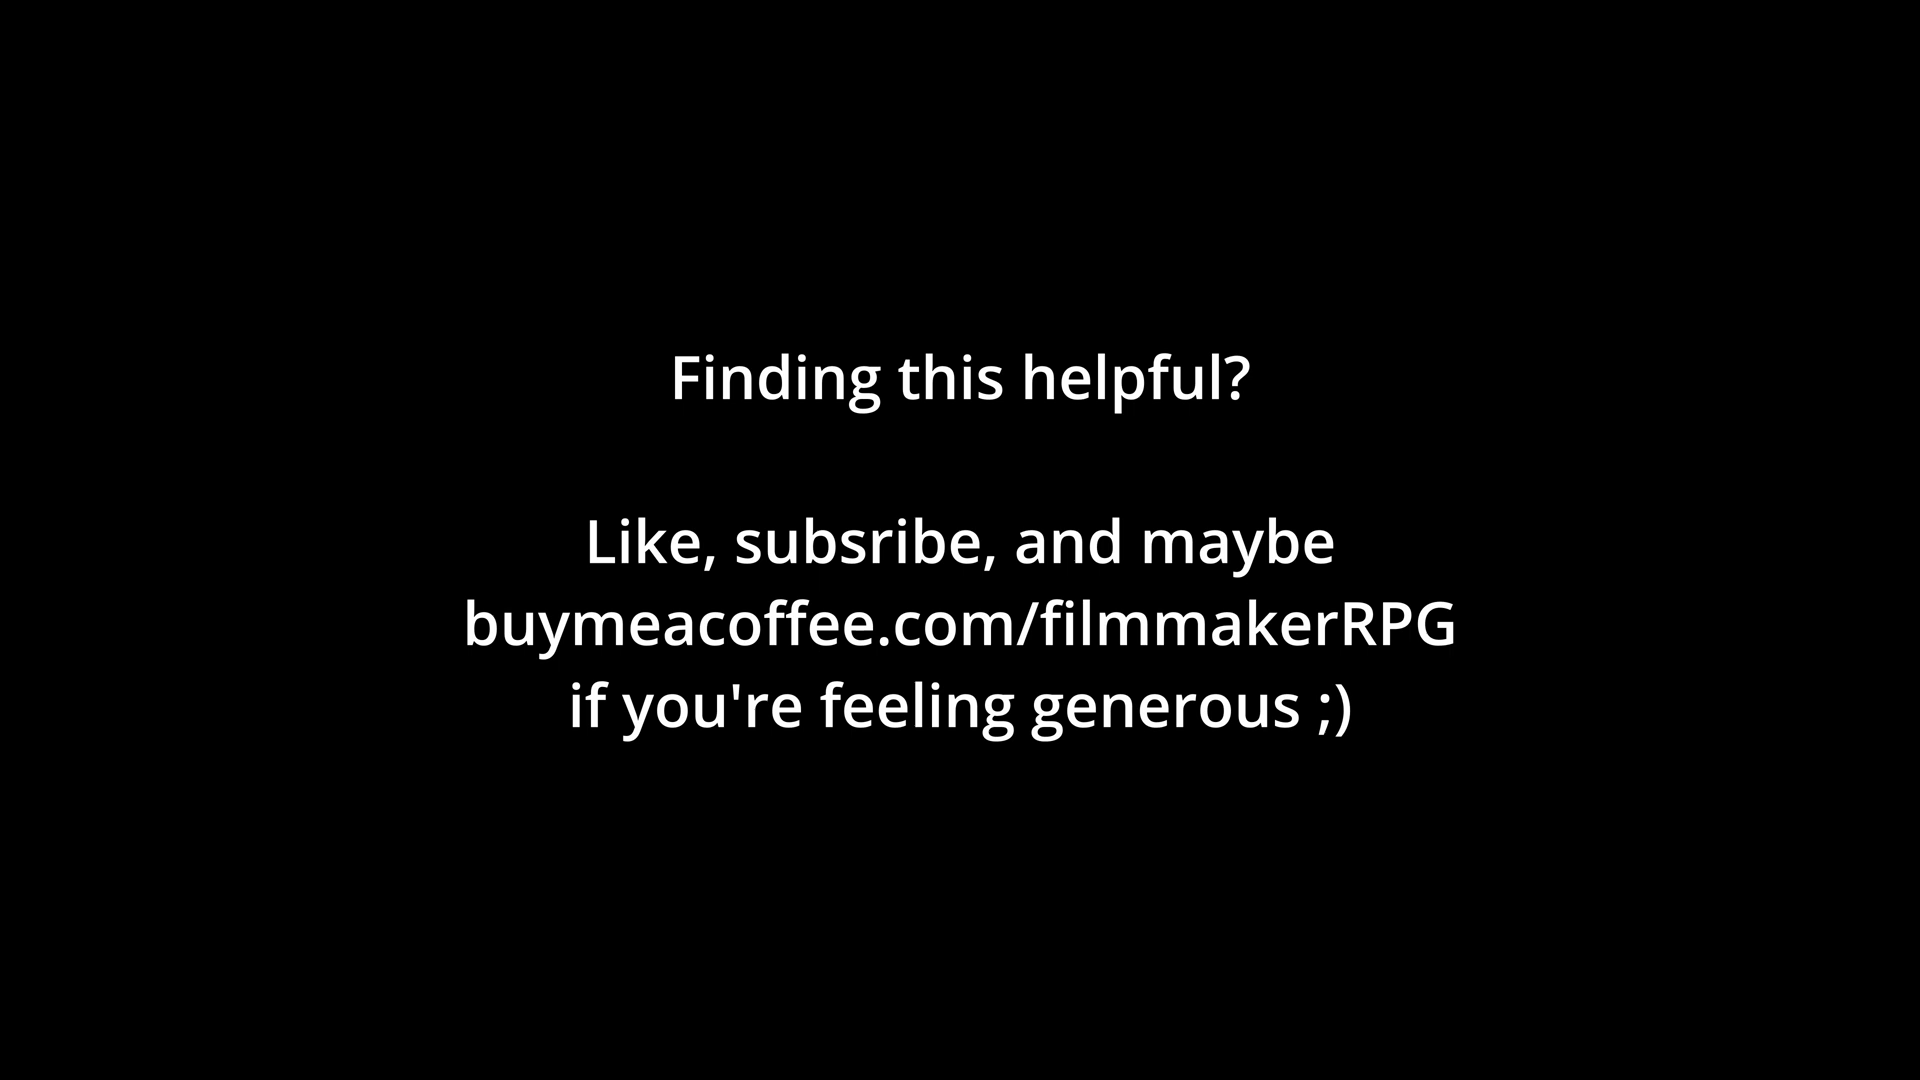 Finding this helpful?
Like, subsribe, and maybe
buymeacoffee.com/filmmakerRPG
if you're feeling generous ;)